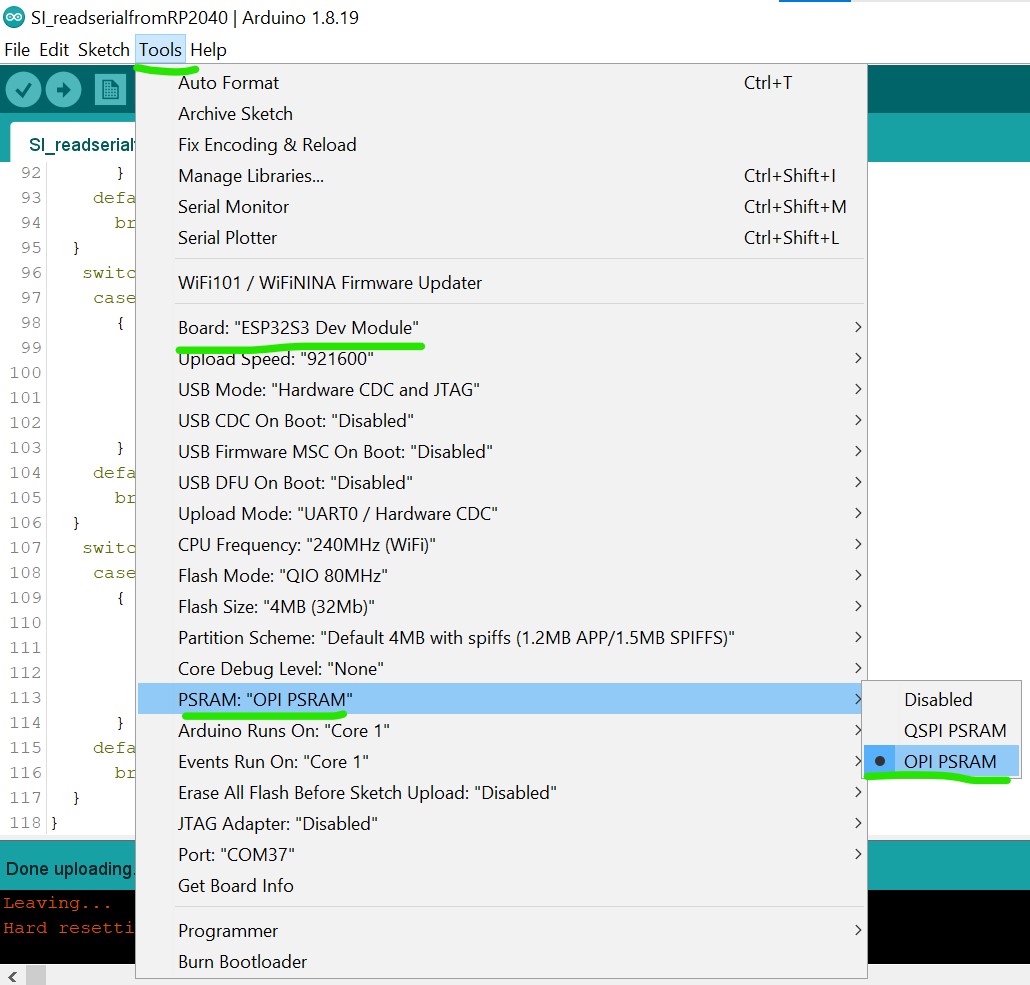 SI_readserialfromRP2040 | Arduino 1.8.19
File Edit Sketch Tools Help
Auto Format Ctrl+T
Archive Sketch
Fix Encoding & Reload
Manage Libraries... Ctrl+Shift+I
Serial Monitor Ctrl+Shift+M
Serial Plotter Ctrl+Shift+L
WiFi101 / WiFiNINA Firmware Updater
Board: "ESP32S3 Dev Module"
Upload Speed: "921600"
USB Mode: "Hardware CDC and JTAG"
USB CDC On Boot: "Disabled"
USB Firmware MSC On Boot: "Disabled"
USB DFU On Boot: "Disabled"
Upload Mode: "UART0 / Hardware CDC"
CPU Frequency: "240MHz (WiFi)"
Flash Mode: "QIO 80MHz"
Flash Size: "4MB (32Mb)"
Partition Scheme: "Default 4MB with spiffs (1.2MB APP/1.5MB SPIFFS)"
Core Debug Level: "None"
PSRAM: "OPI PSRAM"
Arduino Runs On: "Core 1"
Events Run On: "Core 1"
Erase All Flash Before Sketch Upload: "Disabled"
JTAG Adapter: "Disabled"
Port: "COM37"
Get Board Info
Programmer
Burn Bootloader
Disabled
QSPI PSRAM
OPI PSRAM
SI_readserialf
92 }
93 defa
94 br
95 }
96 switc
97 case
98 {
99
100
101
102
103 }
104 defa
105 br
106 }
107 switc
108 case
109 {
110
111
112
113
114 }
115 defa
116 br
117 }
118 }
Done uploading.
Leaving...
Hard resetti